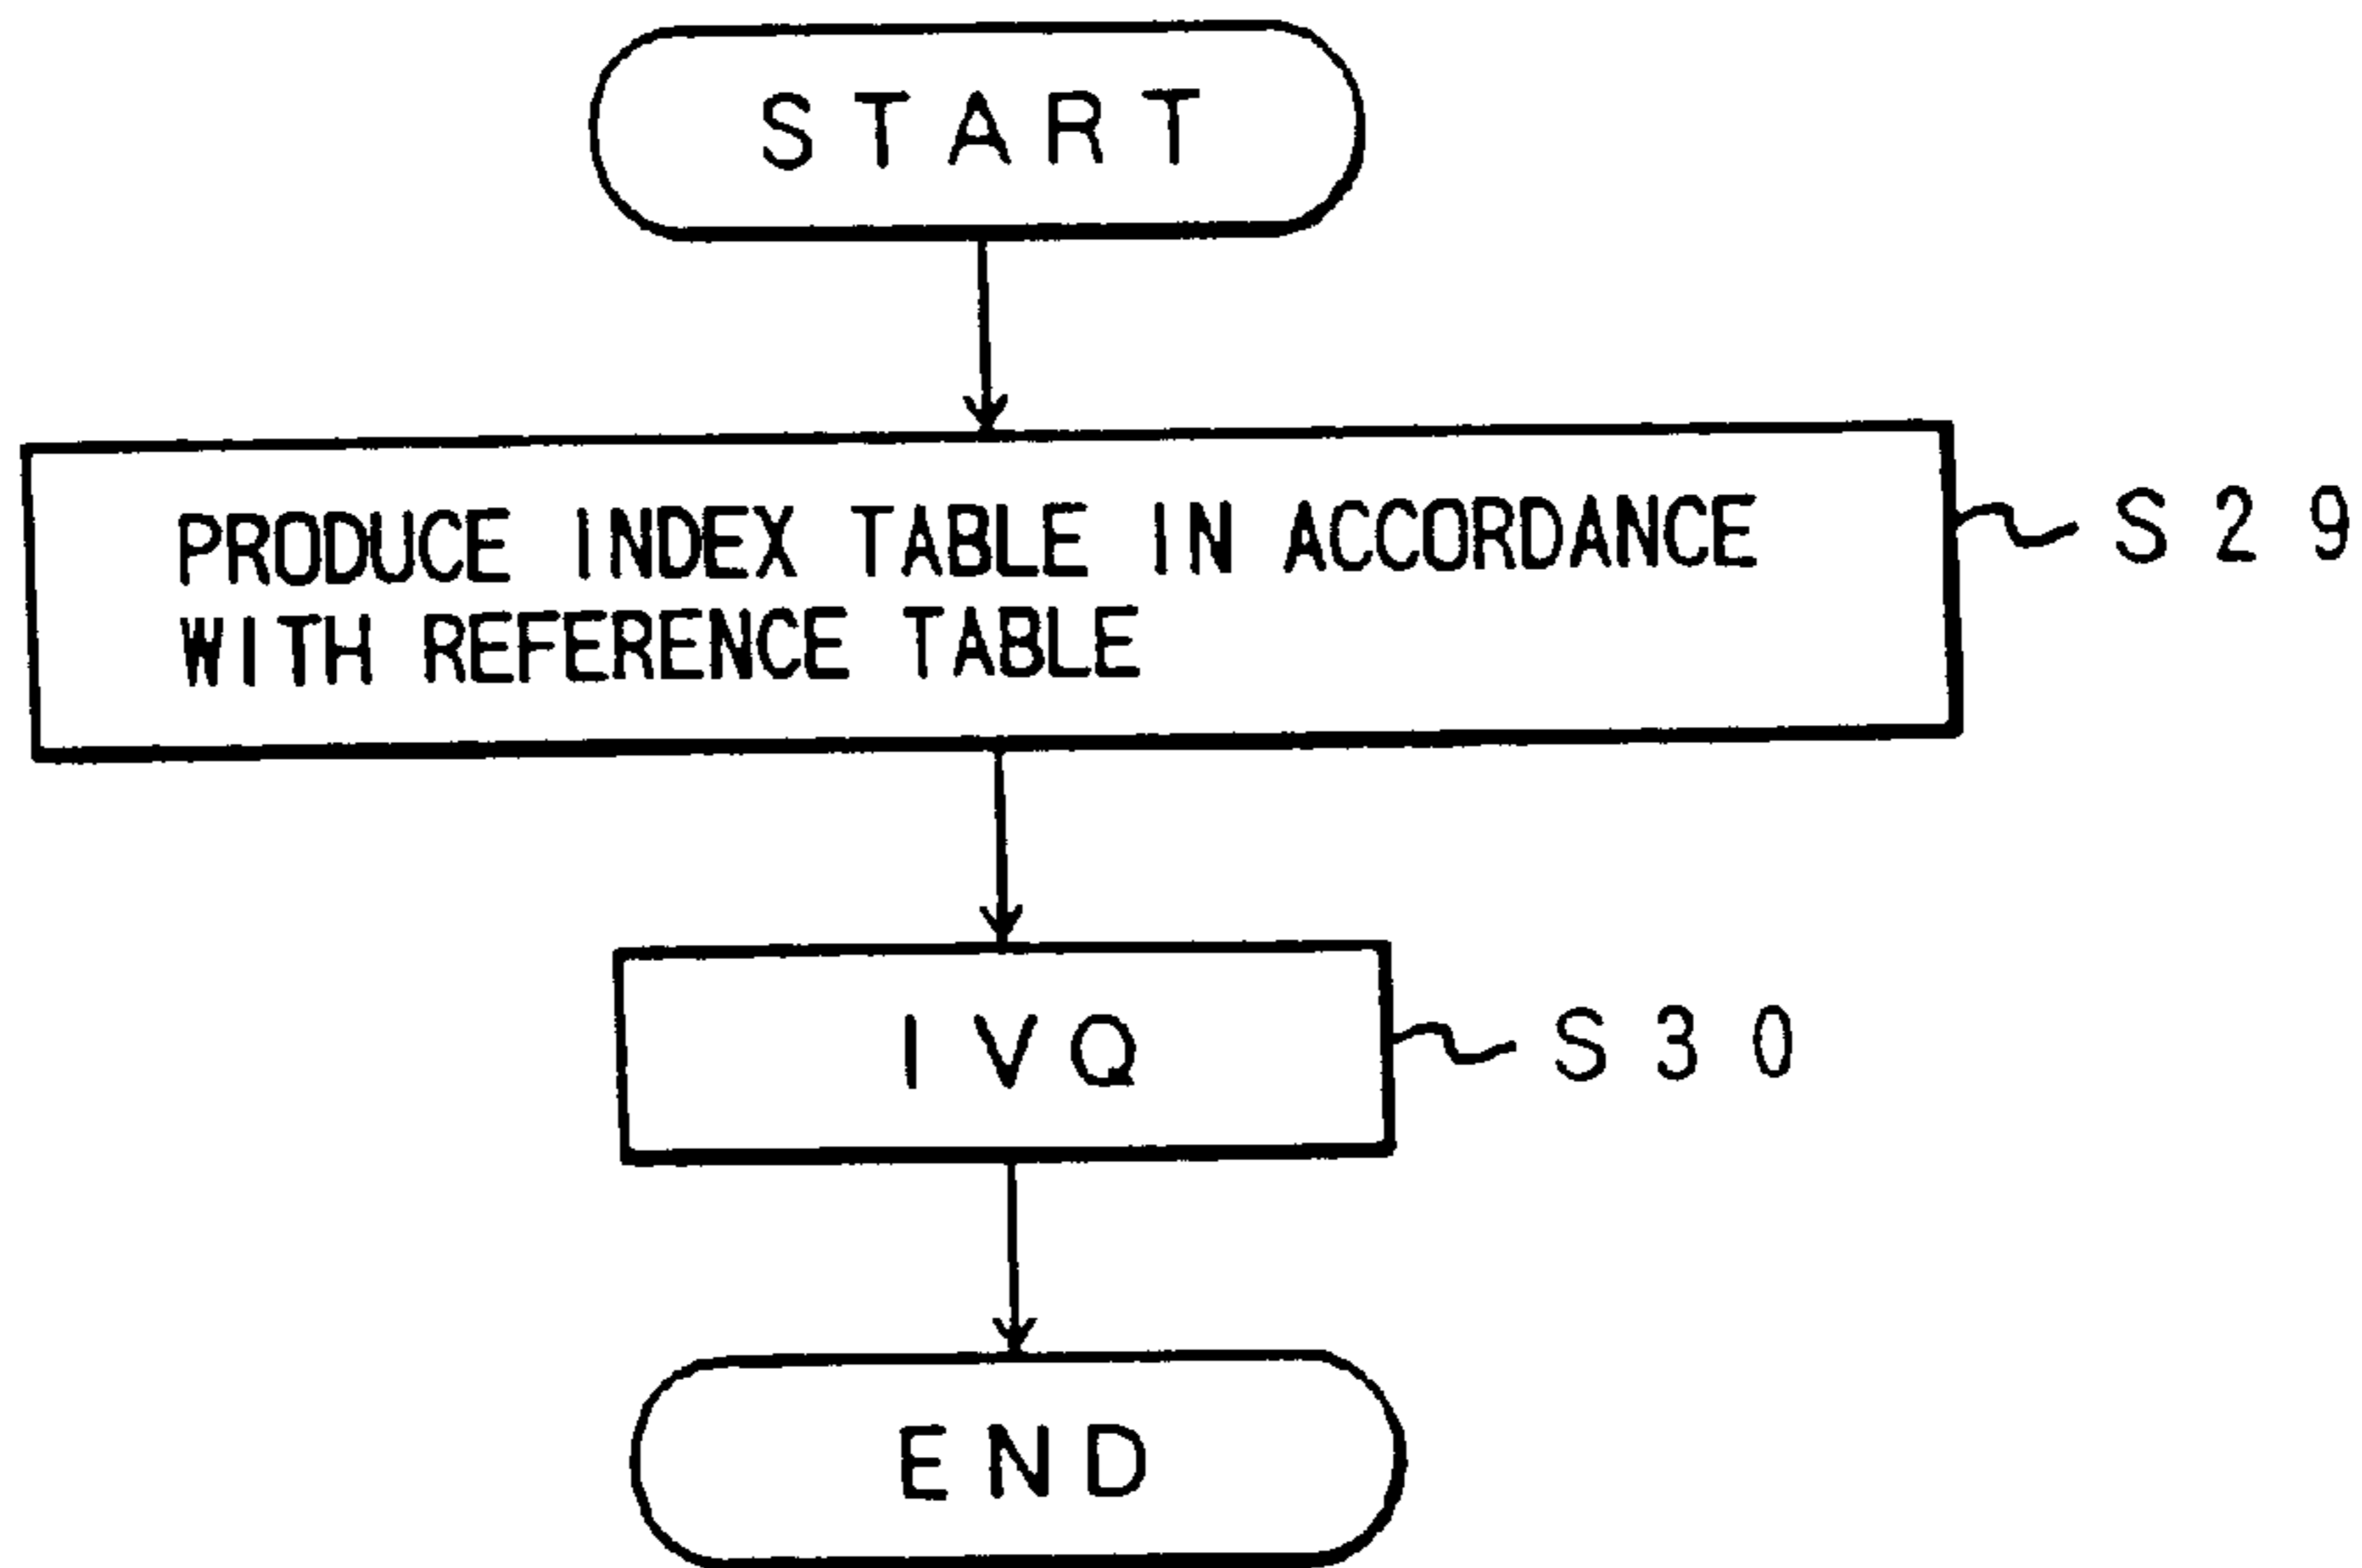 START
PRODUCE INDEX TABLE IN ACCORDANCE
WITH REFERENCE TABLE
S29
IVQ
S30
END